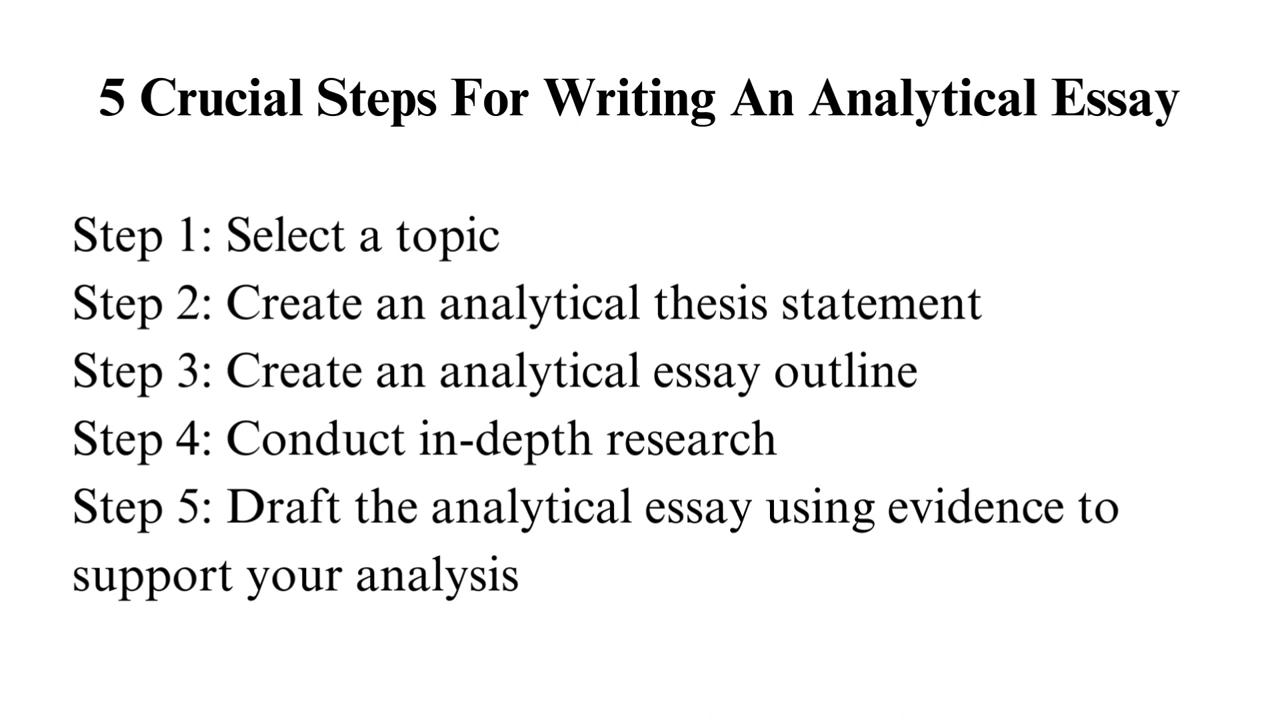 5 Crucial Steps For Writing An Analytical Essay
Step 1: Select a topic
Step 2: Create an analytical thesis statement
Step 3: Create an analytical essay outline
Step 4: Conduct in-depth research
Step 5: Draft the analytical essay using evidence to
support your analysis